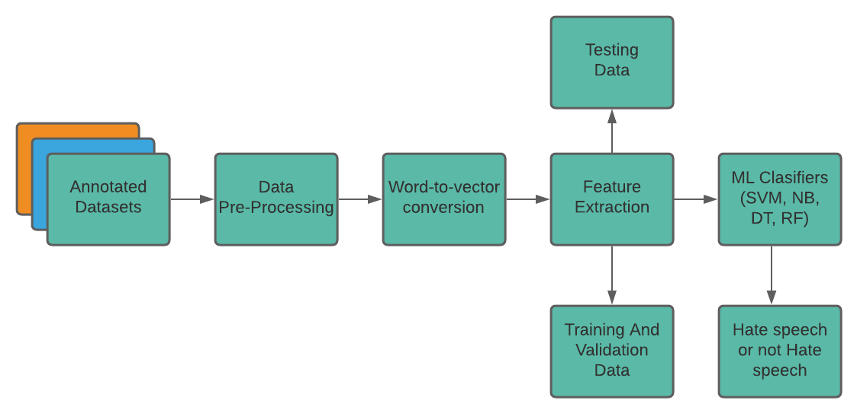 Testing
Data
Annotated
Datasets
Data
Pre-Processing
Word-to-vector
conversion
Feature
Extraction
ML Clasifiers
(SVM, NB,
DT, RF)
Training And
Validation
Data
Hate speech
or not Hate
speech